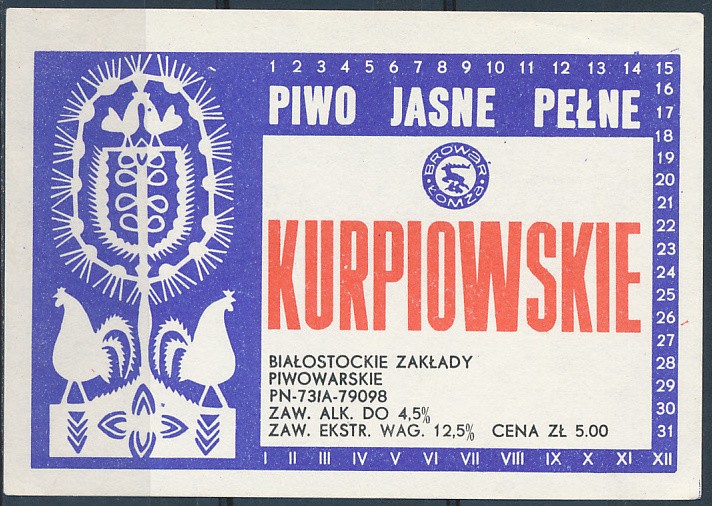 1 2 3 4 5 6 7 8 9 10 11 12 13 14 15
16
17
18
19
20
21
22
23
24
25
26
27
28
29
30
31
PIWO JASNE PEŁNE
BROWAR
ŁOMŻA
KURPIOWSKIE
BIAŁOSTOCKIE ZAKŁADY
PIWOWARSKIE
PN-73/A-79098
ZAW. ALK. DO 4,5%
ZAW. EKSTR. WAG. 12,5% CENA ZŁ 5.00
I II III IV V VI VII VIII IX X XI XII